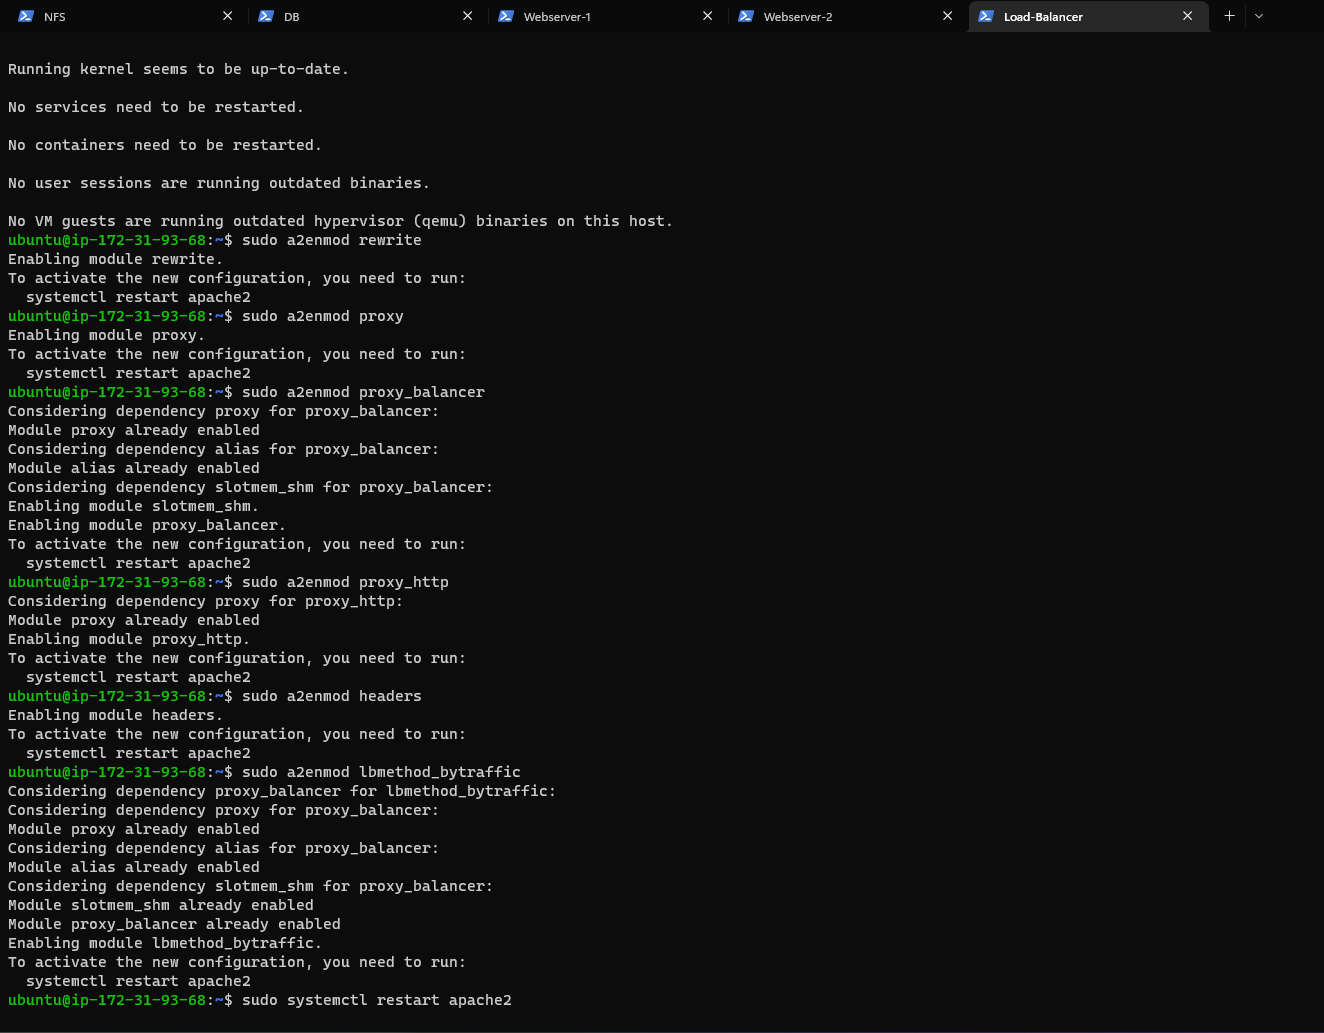 NFS
DB
Webserver-1
Webserver-2
Load-Balancer
Running kernel seems to be up-to-date.
No services need to be restarted.
No containers need to be restarted.
No user sessions are running outdated binaries.
No VM guests are running outdated hypervisor (qemu) binaries on this host.
ubuntu@ip-172-31-93-68:~$ sudo a2enmod rewrite
Enabling module rewrite.
To activate the new configuration, you need to run:
  systemctl restart apache2
ubuntu@ip-172-31-93-68:~$ sudo a2enmod proxy
Enabling module proxy.
To activate the new configuration, you need to run:
  systemctl restart apache2
ubuntu@ip-172-31-93-68:~$ sudo a2enmod proxy_balancer
Considering dependency proxy for proxy_balancer:
Module proxy already enabled
Considering dependency alias for proxy_balancer:
Module alias already enabled
Considering dependency slotmem_shm for proxy_balancer:
Enabling module slotmem_shm.
Enabling module proxy_balancer.
To activate the new configuration, you need to run:
  systemctl restart apache2
ubuntu@ip-172-31-93-68:~$ sudo a2enmod proxy_http
Considering dependency proxy for proxy_http:
Module proxy already enabled
Enabling module proxy_http.
To activate the new configuration, you need to run:
  systemctl restart apache2
ubuntu@ip-172-31-93-68:~$ sudo a2enmod headers
Enabling module headers.
To activate the new configuration, you need to run:
  systemctl restart apache2
ubuntu@ip-172-31-93-68:~$ sudo a2enmod lbmethod_bytraffic
Considering dependency proxy_balancer for lbmethod_bytraffic:
Considering dependency proxy for proxy_balancer:
Module proxy already enabled
Considering dependency alias for proxy_balancer:
Module alias already enabled
Considering dependency slotmem_shm for proxy_balancer:
Module slotmem_shm already enabled
Module proxy_balancer already enabled
Enabling module lbmethod_bytraffic.
To activate the new configuration, you need to run:
  systemctl restart apache2
ubuntu@ip-172-31-93-68:~$ sudo systemctl restart apache2